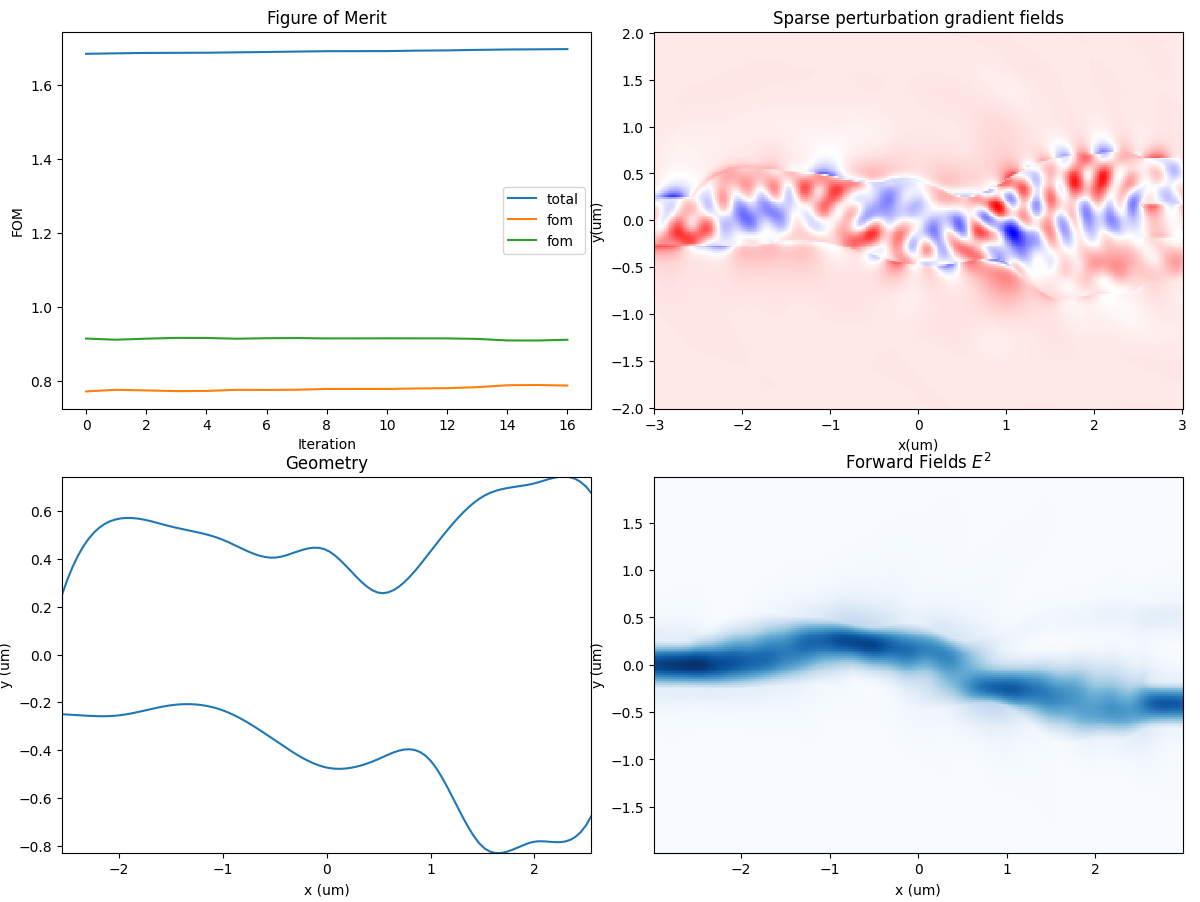 Figure of Merit
FOM
1.6
1.4
1.2
1.0
0.8
total
fom
fom
0 2 4 6 8 10 12 14 16
Iteration
Sparse perturbation gradient fields
y(um)
2.0
1.5
1.0
0.5
0.0
−0.5
−1.0
−1.5
−2.0
−3 −2 −1 0 1 2 3
x(um)
Geometry
y (um)
0.6
0.4
0.2
0.0
−0.2
−0.4
−0.6
−0.8
−2 −1 0 1 2
x (um)
Forward Fields E²
y (um)
1.5
1.0
0.5
0.0
−0.5
−1.0
−1.5
−2 −1 0 1 2
x (um)